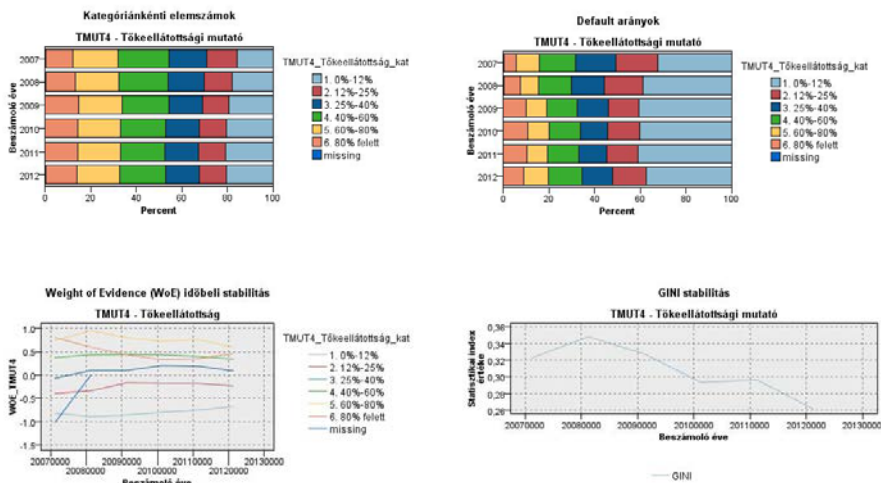 Kategóriánkénti elemszámok
TMUT4 - Tőkeellátottsági mutató
Beszámoló éve
2007
2008
2009
2010
2011
2012
0 20 40 60 80 100
Percent
TMUT4_Tőkeellátottság_kat
1. 0%-12%
2. 12%-25%
3. 25%-40%
4. 40%-60%
5. 60%-80%
6. 80% felett
missing
Default arányok
TMUT4 - Tőkeellátottsági mutató
Beszámoló éve
2007
2008
2009
2010
2011
2012
0 20 40 60 80 100
Percent
TMUT4_Tőkeellátottság_kat
1. 0%-12%
2. 12%-25%
3. 25%-40%
4. 40%-60%
5. 60%-80%
6. 80% felett
missing
Weight of Evidence (WoE) időbeli stabilitás
TMUT4 - Tőkeellátottság
WOE_TMUT4
1.0
0.5
0.0
-0.5
-1.0
-1.5
20070000 20090000 20110000 20130000
20080000 20100000 20120000
Beszámoló éve
TMUT4_Tőkeellátottság_kat
1. 0%-12%
2. 12%-25%
3. 25%-40%
4. 40%-60%
5. 60%-80%
6. 80% felett
missing
GINI stabilitás
TMUT4 - Tőkeellátottsági mutató
Statisztikai index
értéke
0,36
0,34
0,32
0,30
0,28
0,26
20070000 20080000 20090000 20100000 20110000 20120000 20130000
Beszámoló éve
GINI